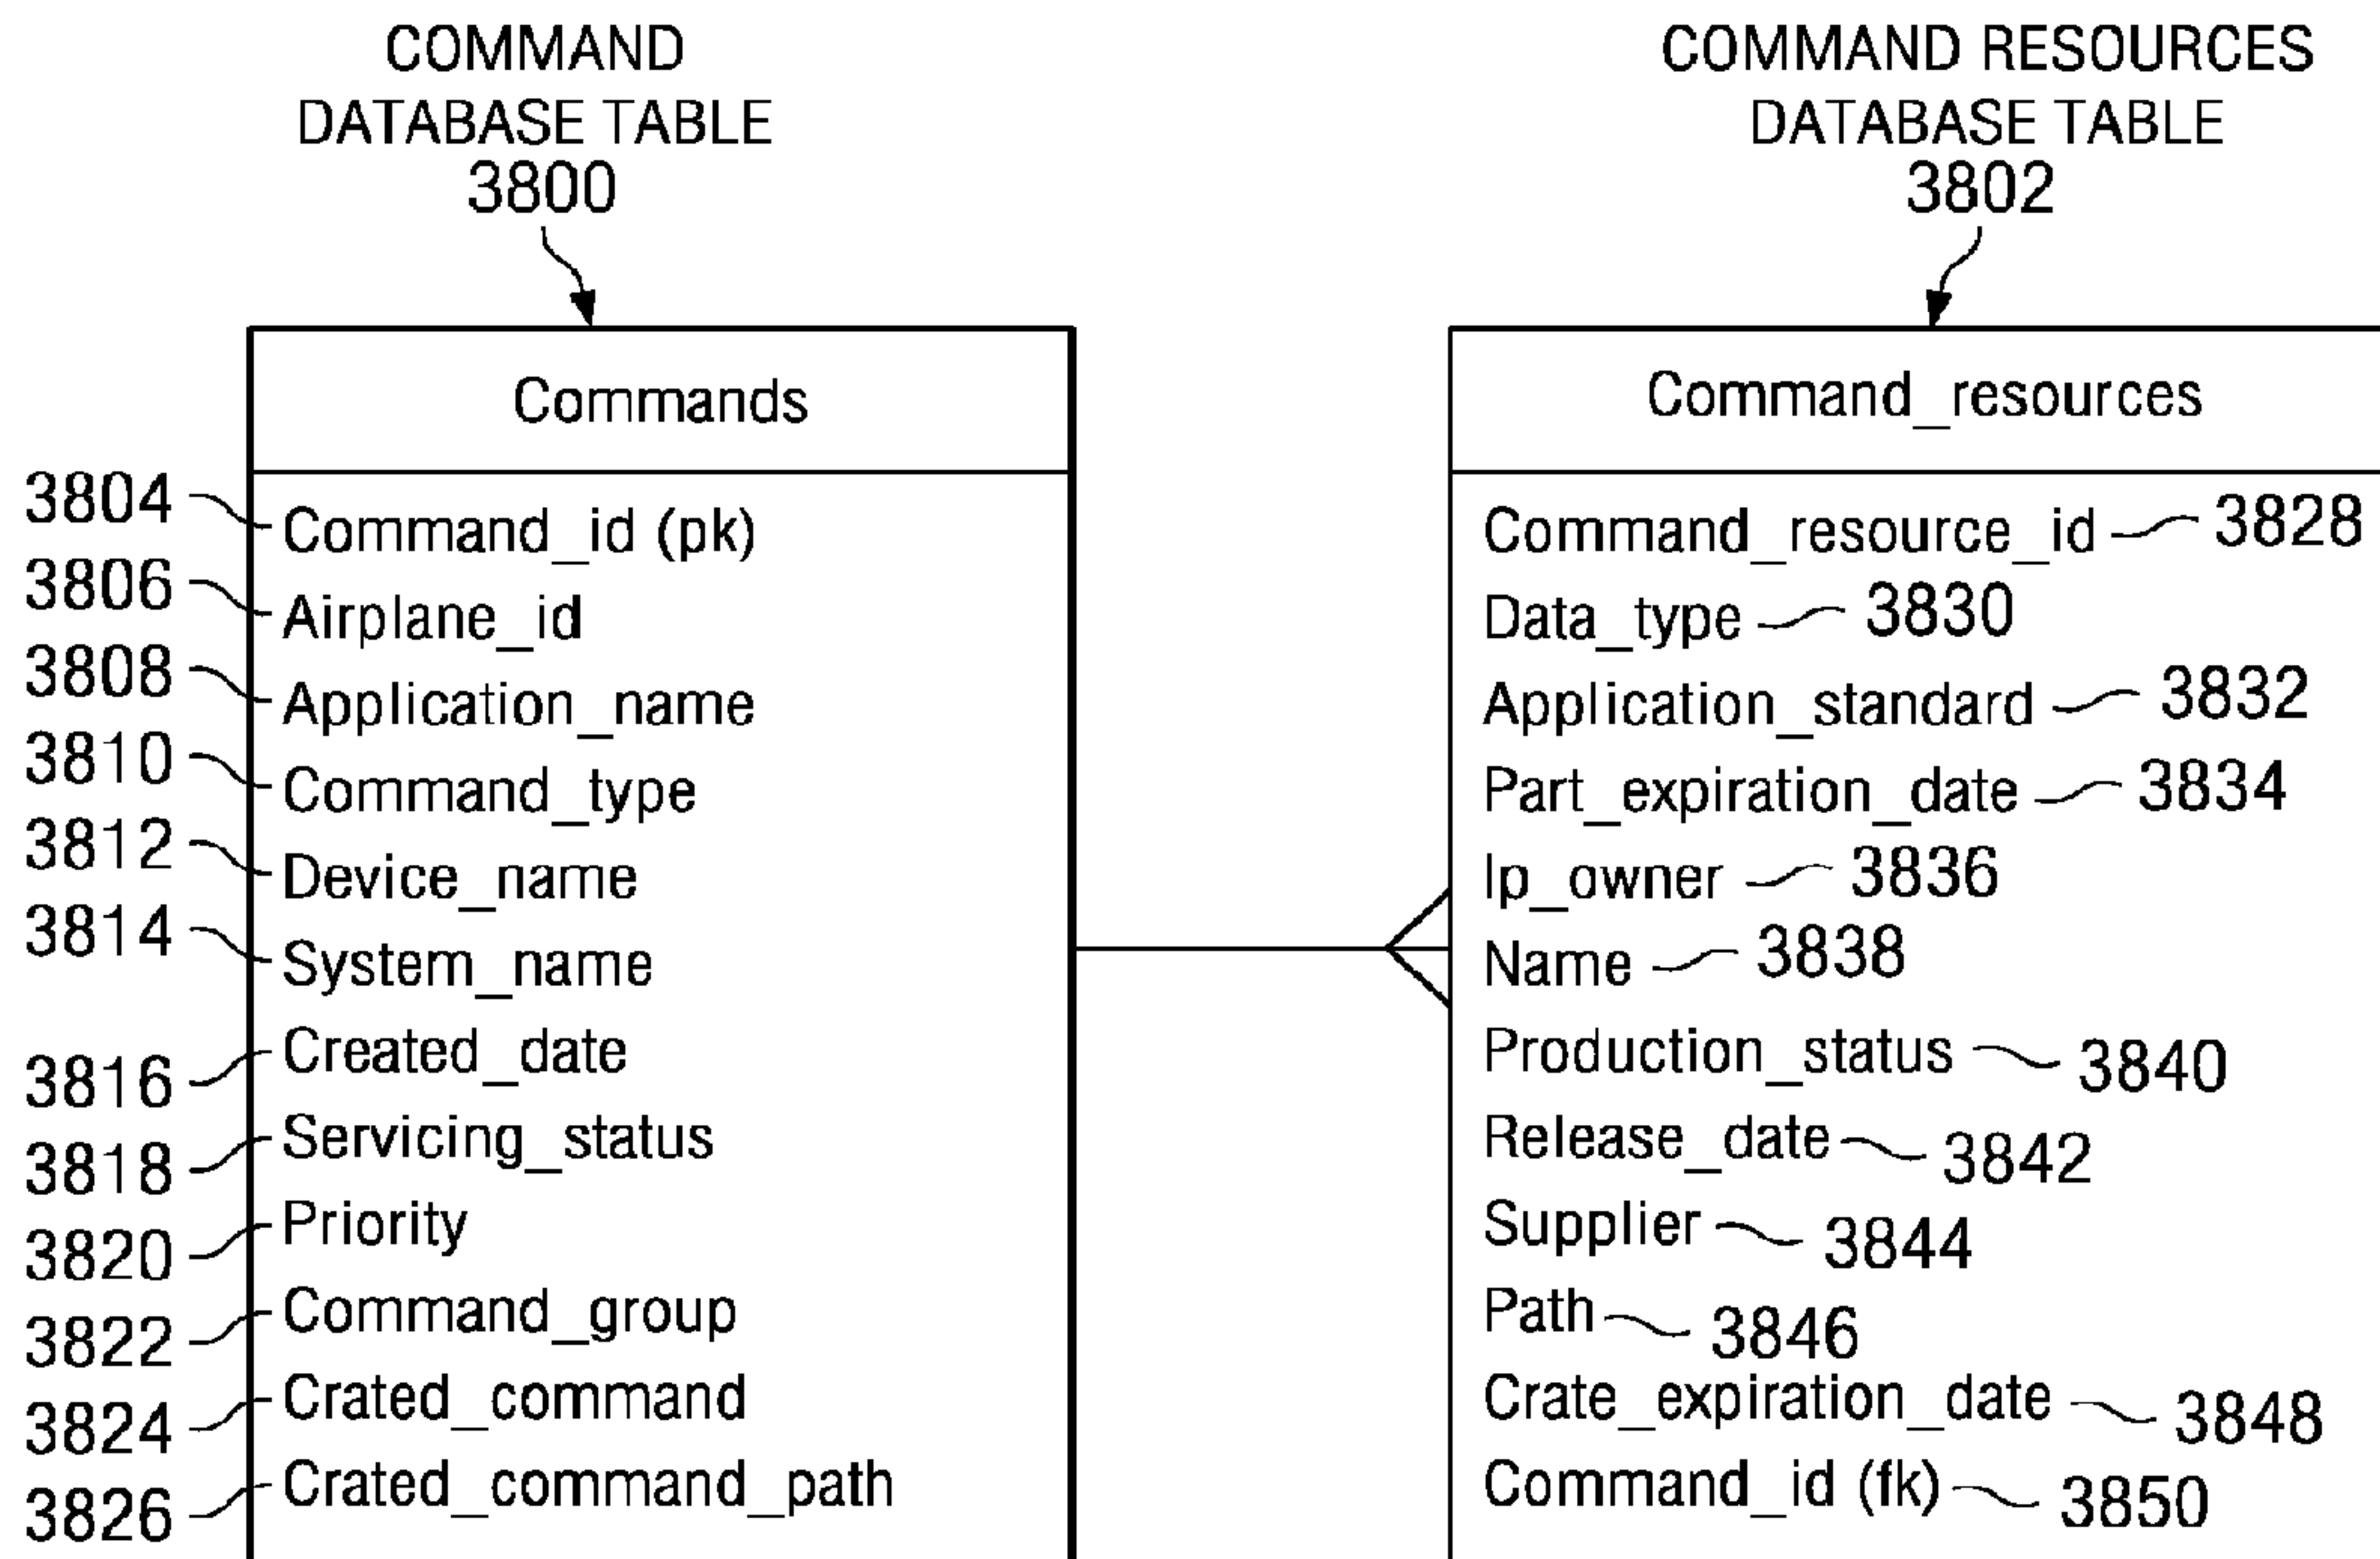 COMMAND
DATABASE TABLE
3800
Commands
3804 Command_id (pk)
3806 Airplane_id
3808 Application_name
3810 Command_type
3812 Device_name
3814 System_name
3816 Created_date
3818 Servicing_status
3820 Priority
3822 Command_group
3824 Crated_command
3826 Crated_command_path
COMMAND RESOURCES
DATABASE TABLE
3802
Command_resources
Command_resource_id 3828
Data_type 3830
Application_standard 3832
Part_expiration_date 3834
Ip_owner 3836
Name 3838
Production_status 3840
Release_date 3842
Supplier 3844
Path 3846
Crate_expiration_date 3848
Command_id (fk) 3850